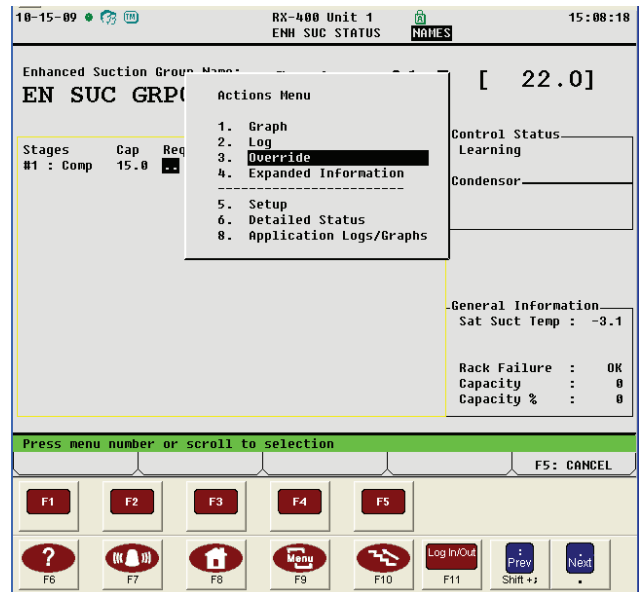 10-15-09 RX-400 Unit 1 15:08:18
ENH SUC STATUS NAMES
Enhanced Suction Group
EN SUC GRP [ 22.0]
Actions Menu
1. Graph
2. Log
3. Override
4. Expanded Information
------------------------
5. Setup
6. Detailed Status
8. Application Logs/Graphs
Stages Cap Req
#1 : Comp 15.0 ..
Control Status
Learning
Condensor
General Information
Sat Suct Temp : -3.1
Rack Failure : OK
Capacity : 0
Capacity % : 0
Press menu number or scroll to selection
F5: CANCEL
F1 F2 F3 F4 F5
? Menu Log In/Out : Prev . Next
F6 F7 F8 F9 F10 F11 Shift +; .